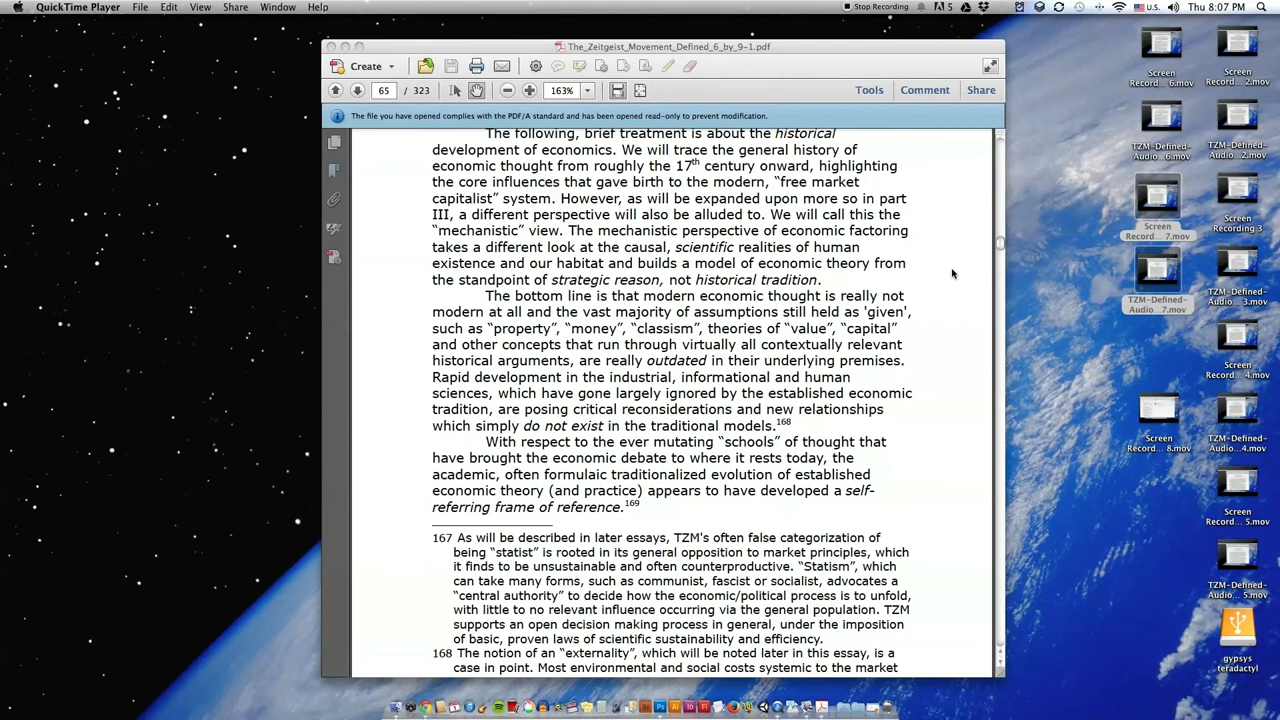 QuickTime Player File Edit View Share Window Help
Stop Recording 5 U.S. Thu 8:07 PM
The_Zeitgeist_Movement_Defined_6_by_9-1.pdf
Create
65 / 323 163% Tools Comment Share
The file you have opened complies with the PDF/A standard and has been opened read-only to prevent modification.
The following, brief treatment is about the historical
development of economics. We will trace the general history of
economic thought from roughly the 17th century onward, highlighting
the core influences that gave birth to the modern, “free market
capitalist” system. However, as will be expanded upon more so in part
III, a different perspective will also be alluded to. We will call this the
“mechanistic” view. The mechanistic perspective of economic factoring
takes a different look at the causal, scientific realities of human
existence and our habitat and builds a model of economic theory from
the standpoint of strategic reason, not historical tradition.
The bottom line is that modern economic thought is really not
modern at all and the vast majority of assumptions still held as 'given',
such as “property”, “money”, “classism”, theories of “value”, “capital”
and other concepts that run through virtually all contextually relevant
historical arguments, are really outdated in their underlying premises.
Rapid development in the industrial, informational and human
sciences, which have gone largely ignored by the established economic
tradition, are posing critical reconsiderations and new relationships
which simply do not exist in the traditional models.168
With respect to the ever mutating “schools” of thought that
have brought the economic debate to where it rests today, the
academic, often formulaic traditionalized evolution of established
economic theory (and practice) appears to have developed a self-
referring frame of reference.169
167 As will be described in later essays, TZM's often false categorization of
being “statist” is rooted in its general opposition to market principles, which
it finds to be unsustainable and often counterproductive. “Statism”, which
can take many forms, such as communist, fascist or socialist, advocates a
“central authority” to decide how the economic/political process is to unfold,
with little to no relevant influence occurring via the general population. TZM
supports an open decision making process in general, under the imposition
of basic, proven laws of scientific sustainability and efficiency.
168 The notion of an “externality”, which will be noted later in this essay, is a
case in point. Most environmental and social costs systemic to the market
Screen
Record... 6.mov
Screen
Record... 2.mov
TZM-Defined-
Audio... 6.mov
TZM-Defined-
Audio... 2.mov
Screen
Record... 7.mov
Screen
Recording 3
TZM-Defined-
Audio... 7.mov
TZM-Defined-
Audio... 3.mov
Screen
Record... 4.mov
Screen
Record... 8.mov
TZM-Defined-
Audio... 4.mov
Screen
Record... 5.mov
TZM-Defined-
Audio... 5.mov
gypsys
teradactyl